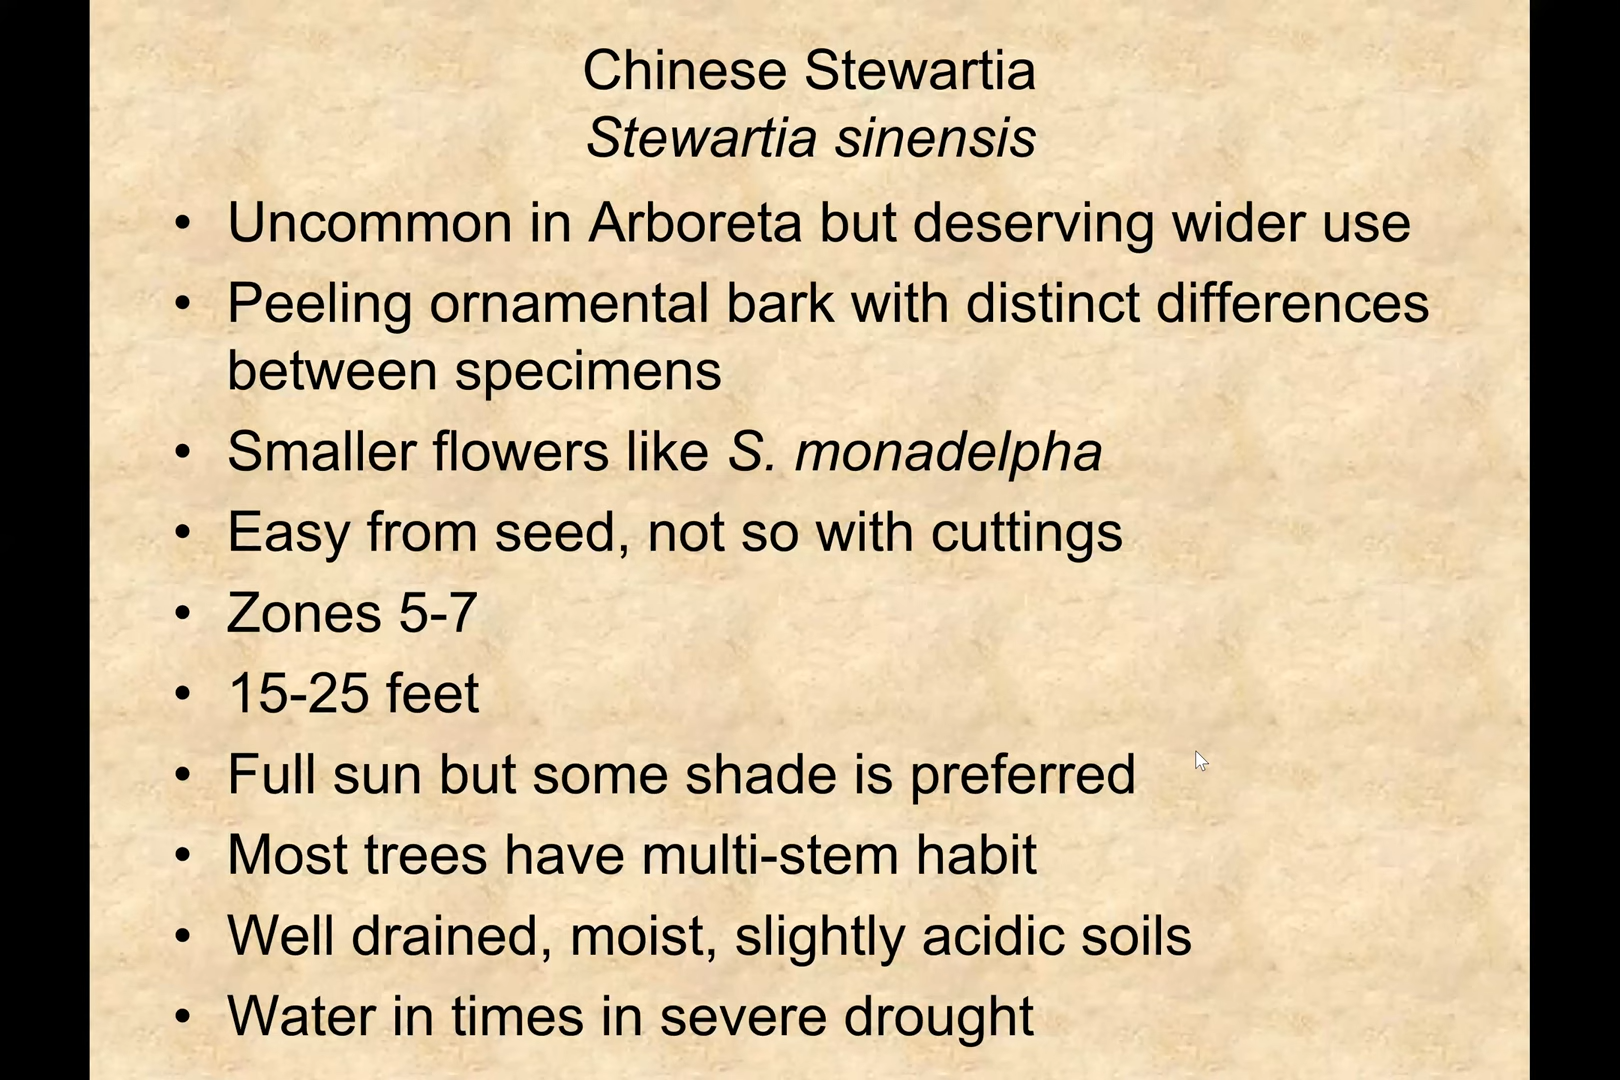 Chinese Stewartia
Stewartia sinensis
• Uncommon in Arboreta but deserving wider use
• Peeling ornamental bark with distinct differences
between specimens
• Smaller flowers like S. monadelpha
• Easy from seed, not so with cuttings
• Zones 5-7
• 15-25 feet
• Full sun but some shade is preferred
• Most trees have multi-stem habit
• Well drained, moist, slightly acidic soils
• Water in times in severe drought